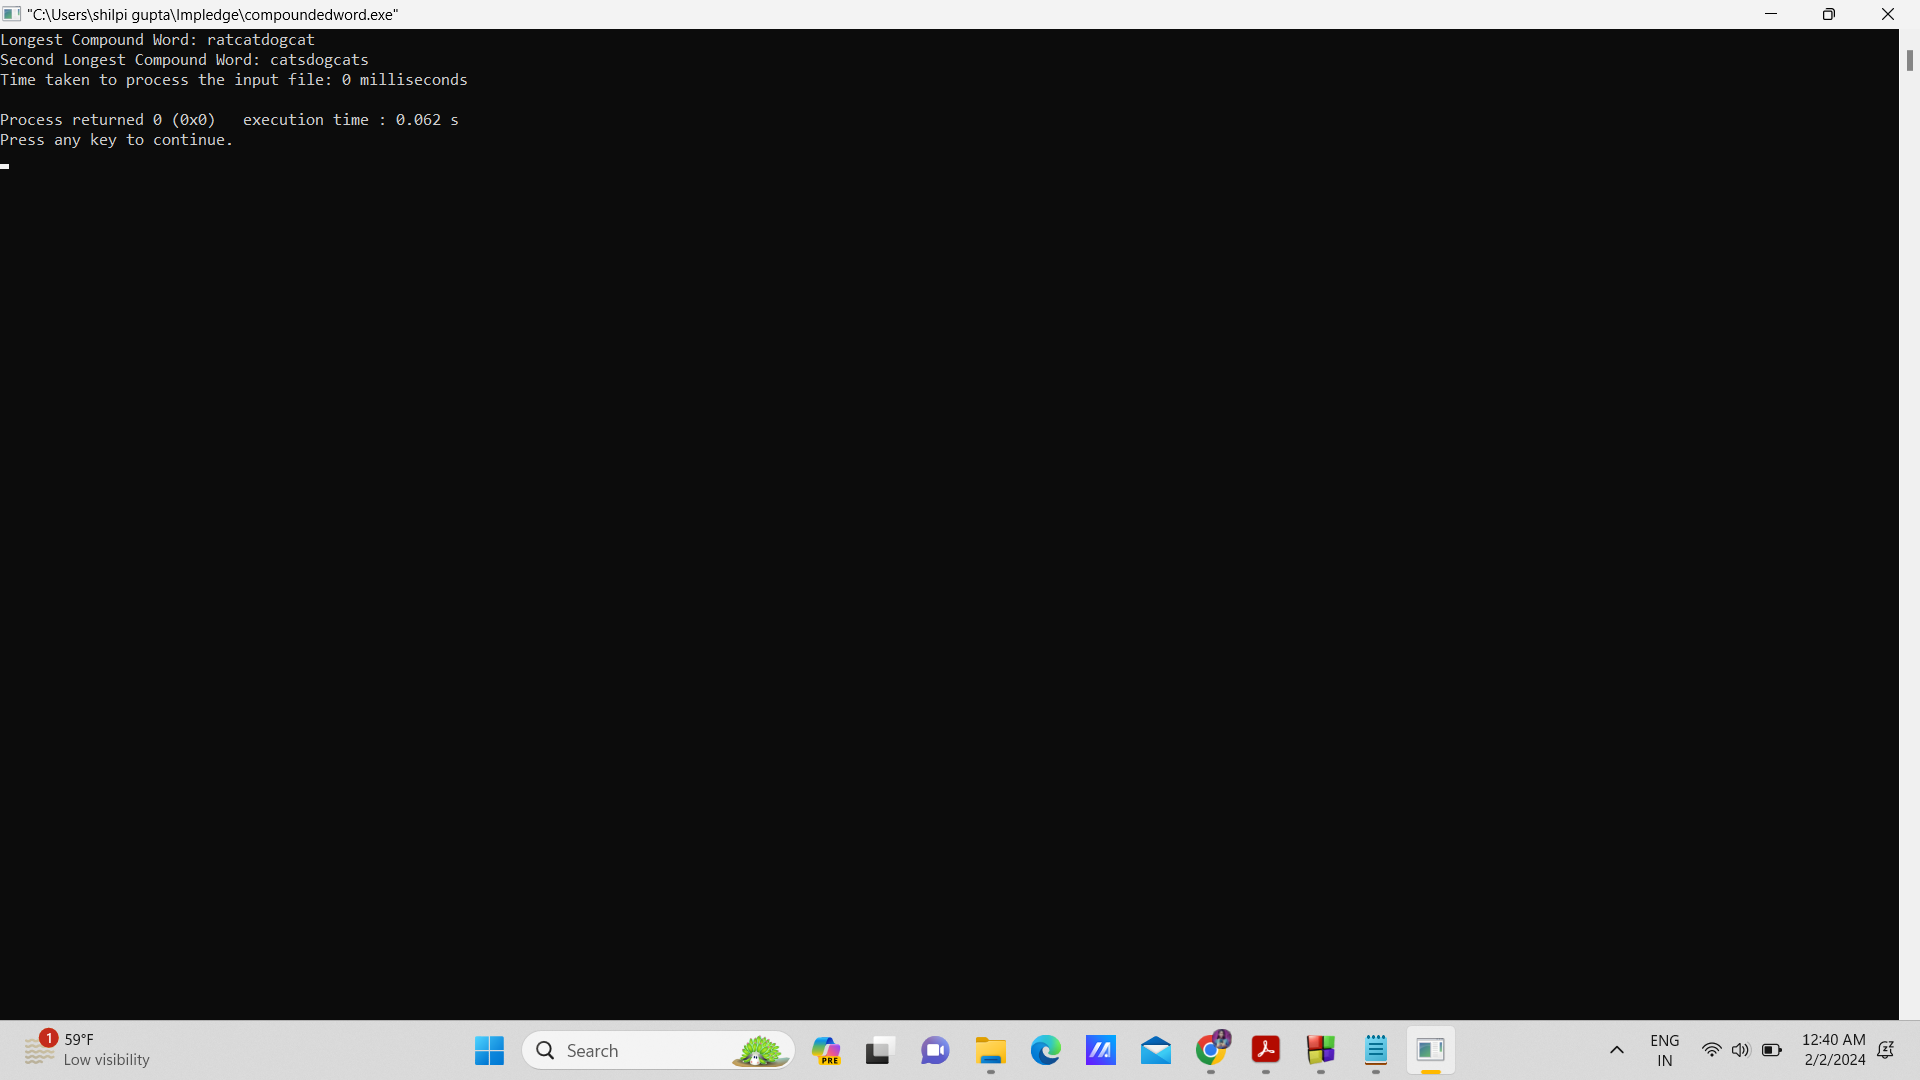 "C:\Users\shilpi gupta\Impledge\compoundedword.exe"
Longest Compound Word: ratcatdogcat
Second Longest Compound Word: catsdogcats
Time taken to process the input file: 0 milliseconds
Process returned 0 (0x0)   execution time : 0.062 s
Press any key to continue.
1
59°F
Low visibility
Search
PRE
ENG
IN
12:40 AM
2/2/2024